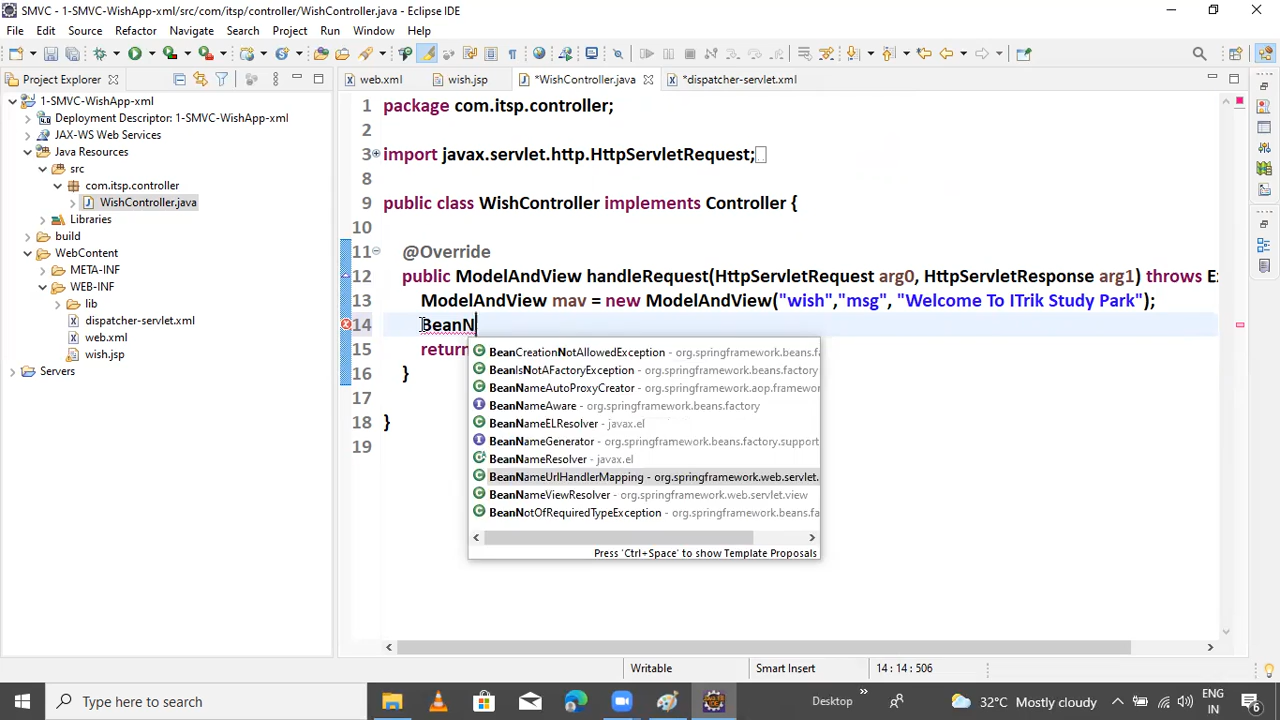 SMVC - 1-SMVC-WishApp-xml/src/com/itsp/controller/WishController.java - Eclipse IDE
File Edit Source Refactor Navigate Search Project Run Window Help
Project Explorer
web.xml wish.jsp *WishController.java *dispatcher-servlet.xml
1-SMVC-WishApp-xml
Deployment Descriptor: 1-SMVC-WishApp-xml
JAX-WS Web Services
Java Resources
src
com.itsp.controller
WishController.java
Libraries
build
WebContent
META-INF
WEB-INF
lib
dispatcher-servlet.xml
web.xml
wish.jsp
Servers
1 package com.itsp.controller;
2
3 import javax.servlet.http.HttpServletRequest;
8
9 public class WishController implements Controller {
10
11 @Override
12 public ModelAndView handleRequest(HttpServletRequest arg0, HttpServletResponse arg1) throws E
13 ModelAndView mav = new ModelAndView("wish","msg", "Welcome To ITrik Study Park");
14 BeanN
15 return
16 }
17
18 }
19
BeanCreationNotAllowedException - org.springframework.beans.fa
BeanIsNotAFactoryException - org.springframework.beans.factory
BeanNameAutoProxyCreator - org.springframework.aop.framewor
BeanNameAware - org.springframework.beans.factory
BeanNameELResolver - javax.el
BeanNameGenerator - org.springframework.beans.factory.support
BeanNameResolver - javax.el
BeanNameUrlHandlerMapping - org.springframework.web.servlet.
BeanNameViewResolver - org.springframework.web.servlet.view
BeanNotOfRequiredTypeException - org.springframework.beans.fa
Press 'Ctrl+Space' to show Template Proposals
Writable Smart Insert 14 : 14 : 506
Type here to search Desktop 32°C Mostly cloudy ENG
IN 6